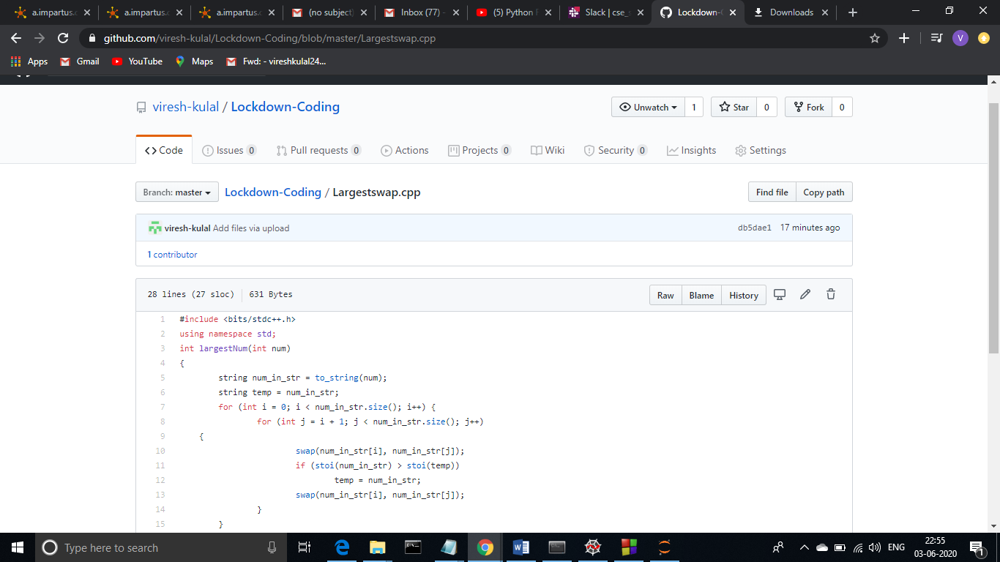 a.impartus.c
a.impartus.c
a.impartus.c
(no subject)
Inbox (77) -
(5) Python F
Slack | cse_s
Lockdown-C
Downloads
github.com/viresh-kulal/Lockdown-Coding/blob/master/Largestswap.cpp
V
Apps
Gmail
YouTube
Maps
Fwd: - vireshkulal24...
viresh-kulal / Lockdown-Coding
Unwatch 1
Star 0
Fork 0
Code
Issues 0
Pull requests 0
Actions
Projects 0
Wiki
Security 0
Insights
Settings
Branch: master
Lockdown-Coding / Largestswap.cpp
Find file
Copy path
viresh-kulal Add files via upload
db5dae1 17 minutes ago
1 contributor
28 lines (27 sloc) 631 Bytes
Raw
Blame
History
1 #include <bits/stdc++.h>
2 using namespace std;
3 int largestNum(int num)
4 {
5 string num_in_str = to_string(num);
6 string temp = num_in_str;
7 for (int i = 0; i < num_in_str.size(); i++) {
8 for (int j = i + 1; j < num_in_str.size(); j++)
9 {
10 swap(num_in_str[i], num_in_str[j]);
11 if (stoi(num_in_str) > stoi(temp))
12 temp = num_in_str;
13 swap(num_in_str[i], num_in_str[j]);
14 }
15 }
Type here to search
ENG
22:55
03-06-2020
1